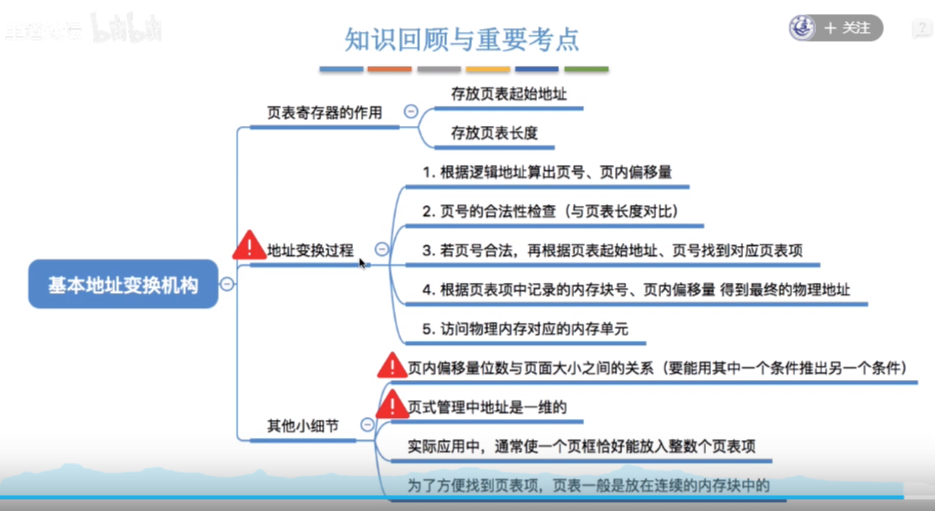 bilibili
+ 关注
?
知识回顾与重要考点
存放页表起始地址
页表寄存器的作用
存放页表长度
1. 根据逻辑地址算出页号、页内偏移量
2. 页号的合法性检查（与页表长度对比）
地址变换过程
3. 若页号合法，再根据页表起始地址、页号找到对应页表项
基本地址变换机构
4. 根据页表项中记录的内存块号、页内偏移量 得到最终的物理地址
5. 访问物理内存对应的内存单元
页内偏移量位数与页面大小之间的关系（要能用其中一个条件推出另一个条件）
页式管理中地址是一维的
其他小细节
实际应用中，通常使一个页框恰好能放入整数个页表项
为了方便找到页表项，页表一般是放在连续的内存块中的